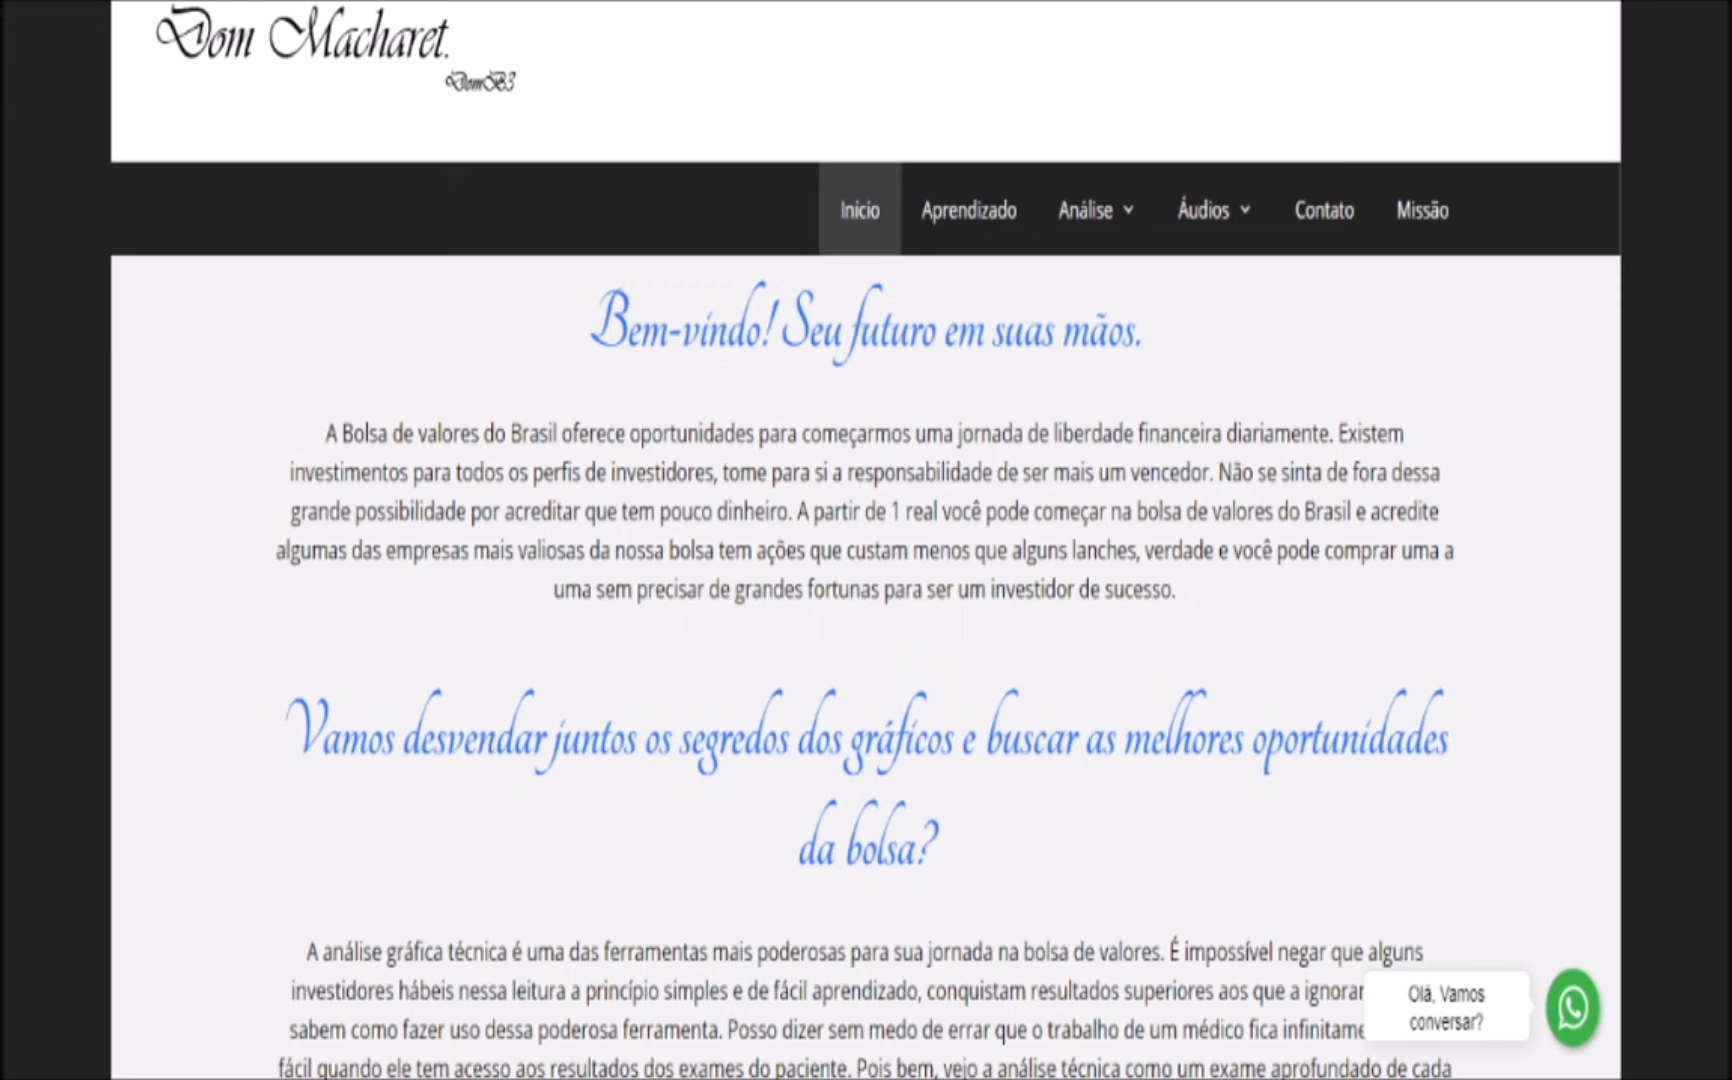 Dom Macharet.
DomB3
Início
Aprendizado
Análise
Áudios
Contato
Missão
Bem-vindo! Seu futuro em suas mãos.
A Bolsa de valores do Brasil oferece oportunidades para começarmos uma jornada de liberdade financeira diariamente. Existem
investimentos para todos os perfis de investidores, tome para si a responsabilidade de ser mais um vencedor. Não se sinta de fora dessa
grande possibilidade por acreditar que tem pouco dinheiro. A partir de 1 real você pode começar na bolsa de valores do Brasil e acredite
algumas das empresas mais valiosas da nossa bolsa tem ações que custam menos que alguns lanches, verdade e você pode comprar uma a
uma sem precisar de grandes fortunas para ser um investidor de sucesso.
Vamos desvendar juntos os segredos dos gráficos e buscar as melhores oportunidades
da bolsa?
A análise gráfica técnica é uma das ferramentas mais poderosas para sua jornada na bolsa de valores. É impossível negar que alguns
investidores hábeis nessa leitura a princípio simples e de fácil aprendizado, conquistam resultados superiores aos que a ignorar
sabem como fazer uso dessa poderosa ferramenta. Posso dizer sem medo de errar que o trabalho de um médico fica infinitame
fácil quando ele tem acesso aos resultados dos exames do paciente. Pois bem, vejo a análise técnica como um exame aprofundado de cada
Olá, Vamos
conversar?